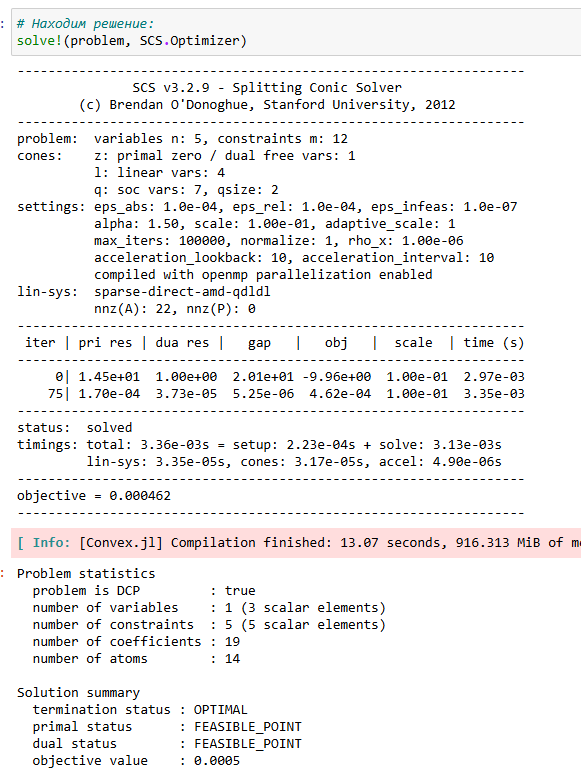 # Находим решение:
solve!(problem, SCS.Optimizer)
------------------------------------------------------------------
SCS v3.2.9 - Splitting Conic Solver
(c) Brendan O'Donoghue, Stanford University, 2012
------------------------------------------------------------------
problem:  variables n: 5, constraints m: 12
cones:    z: primal zero / dual free vars: 1
l: linear vars: 4
q: soc vars: 7, qsize: 2
settings: eps_abs: 1.0e-04, eps_rel: 1.0e-04, eps_infeas: 1.0e-07
alpha: 1.50, scale: 1.00e-01, adaptive_scale: 1
max_iters: 100000, normalize: 1, rho_x: 1.00e-06
acceleration_lookback: 10, acceleration_interval: 10
compiled with openmp parallelization enabled
lin-sys:  sparse-direct-amd-qdldl
nnz(A): 22, nnz(P): 0
------------------------------------------------------------------
iter | pri res | dua res |   gap   |   obj   |  scale  | time (s)
------------------------------------------------------------------
0| 1.45e+01  1.00e+00  2.01e+01 -9.96e+00  1.00e-01  2.97e-03
75| 1.70e-04  3.73e-05  5.25e-06  4.62e-04  1.00e-01  3.35e-03
------------------------------------------------------------------
status:  solved
timings: total: 3.36e-03s = setup: 2.23e-04s + solve: 3.13e-03s
lin-sys: 3.35e-05s, cones: 3.17e-05s, accel: 4.90e-06s
------------------------------------------------------------------
objective = 0.000462
------------------------------------------------------------------
[ Info: [Convex.jl] Compilation finished: 13.07 seconds, 916.313 MiB of
Problem statistics
problem is DCP         : true
number of variables    : 1 (3 scalar elements)
number of constraints  : 5 (5 scalar elements)
number of coefficients : 19
number of atoms        : 14
Solution summary
termination status : OPTIMAL
primal status      : FEASIBLE_POINT
dual status        : FEASIBLE_POINT
objective value    : 0.0005